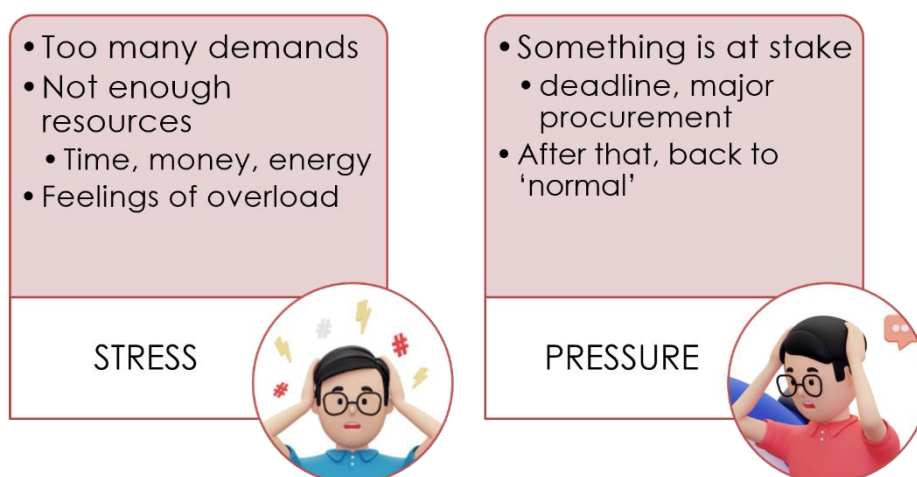 • Too many demands
• Not enough
resources
• Time, money, energy
• Feelings of overload
STRESS
• Something is at stake
• deadline, major
procurement
• After that, back to
‘normal’
PRESSURE